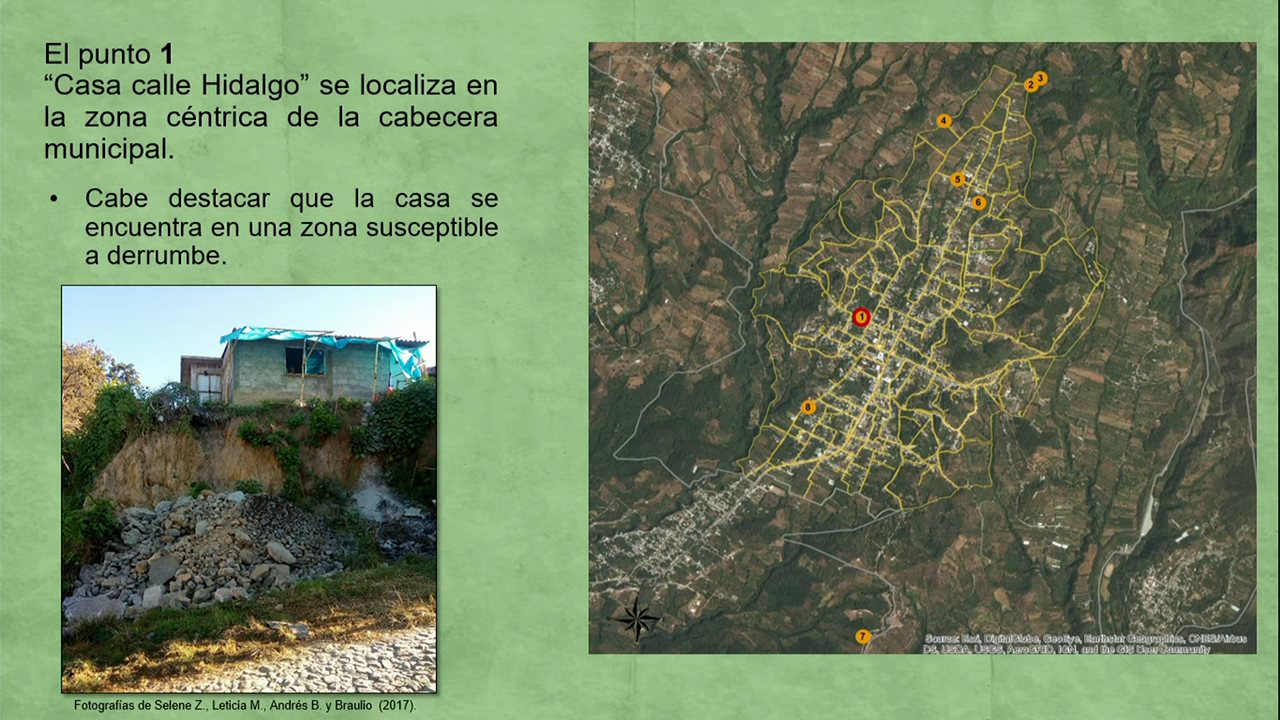 El punto 1
“Casa calle Hidalgo” se localiza en
la zona céntrica de la cabecera
municipal.
• Cabe destacar que la casa se
encuentra en una zona susceptible
a derrumbe.
Fotografías de Selene Z., Leticia M., Andrés B. y Braulio (2017).
3
2
4
5
6
1
8
7
Source: Esri, DigitalGlobe, GeoEye, Earthstar Geographics, CNES/Airbus
DS, USDA, USGS, AeroGRID, IGN, and the GIS User Community